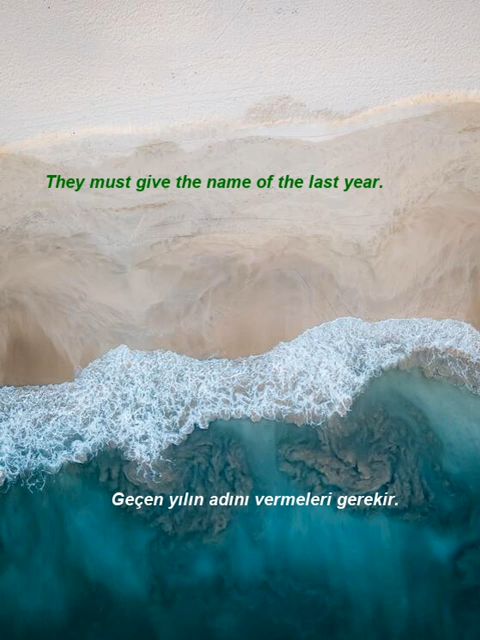 They must give the name of the last year.
Geçen yılın adını vermeleri gerekir.